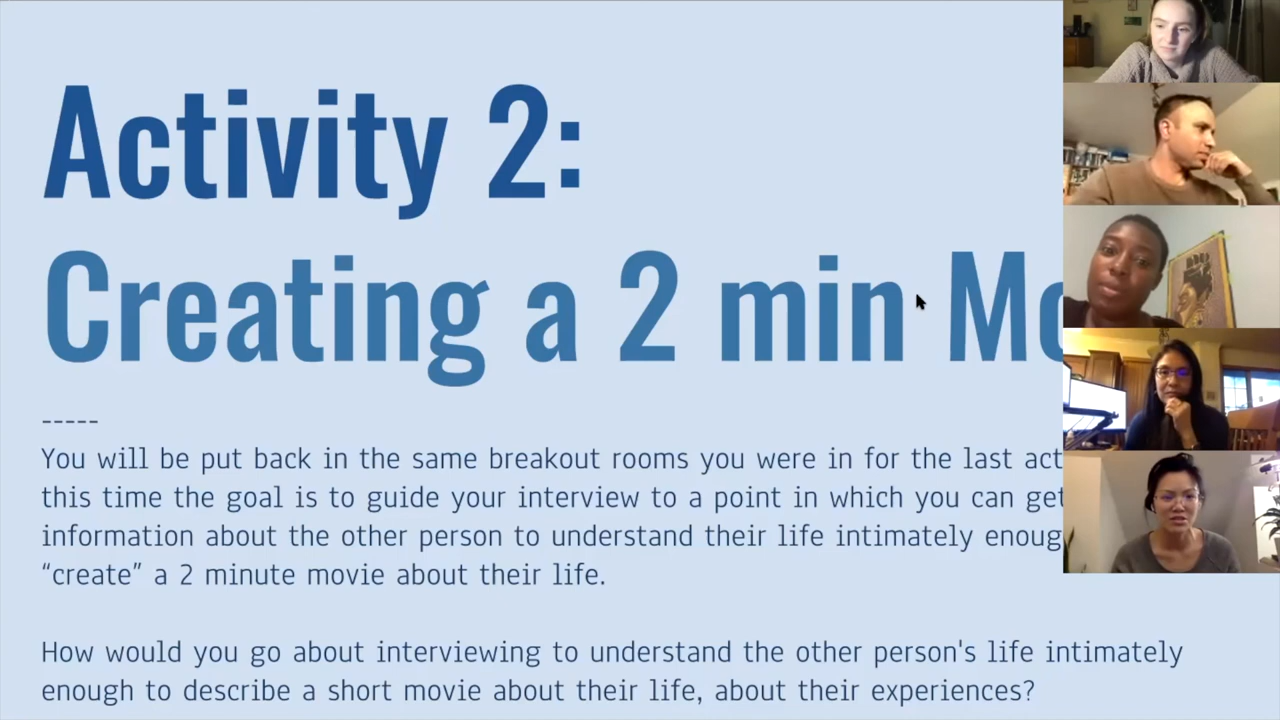 Activity 2:
Creating a 2 min
-----
You will be put back in the same breakout rooms you were in for the last
this time the goal is to guide your interview to a point in which you can get
information about the other person to understand their life intimately
“create” a 2 minute movie about their life.
How would you go about interviewing to understand the other person's life intimately
enough to describe a short movie about their life, about their experiences?